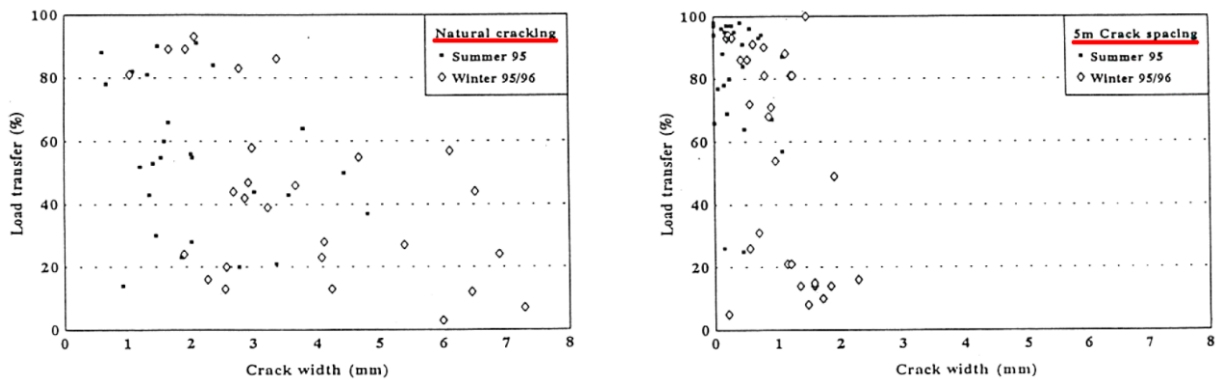 100
80
60
40
20
0
Load transfer (%)
0 1 2 3 4 5 6 7 8
Crack width (mm)
Natural cracking
Summer 95
Winter 95/96
100
80
60
40
20
0
Load transfer (%)
0 1 2 3 4 5 6 7 8
Crack width (mm)
5m Crack spacing
Summer 95
Winter 95/96